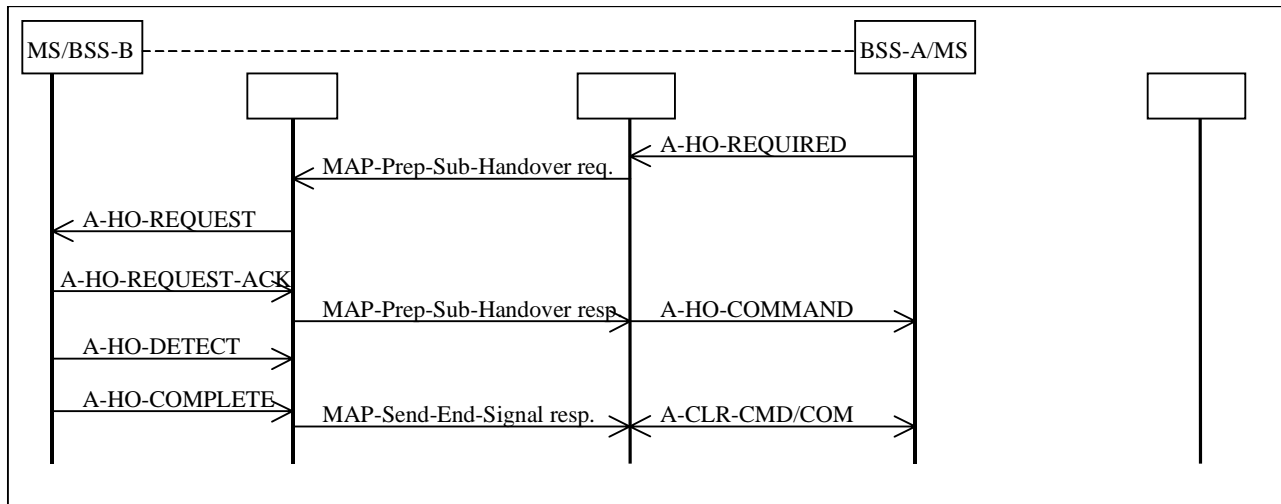 MS/BSS-B
BSS-A/MS
A-HO-REQUIRED
MAP-Prep-Sub-Handover req.
A-HO-REQUEST
A-HO-REQUEST-ACK
MAP-Prep-Sub-Handover resp
A-HO-COMMAND
A-HO-DETECT
A-HO-COMPLETE
MAP-Send-End-Signal resp.
A-CLR-CMD/COM